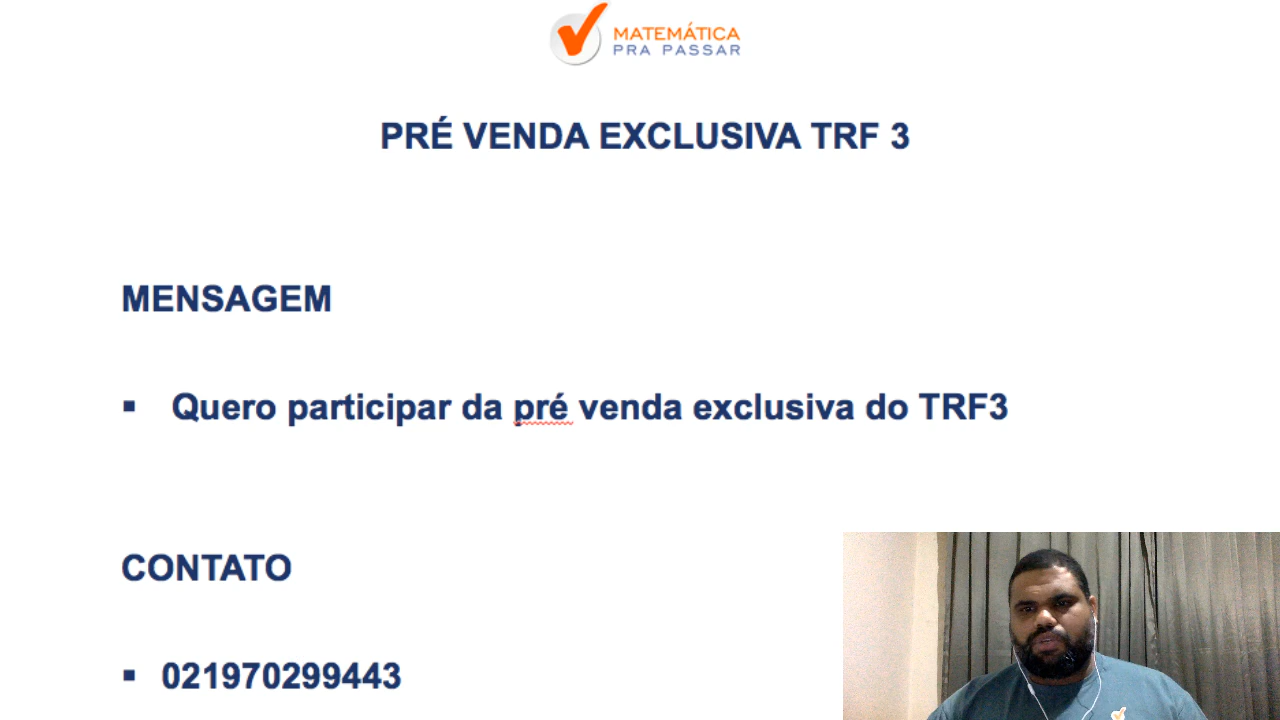 MATEMÁTICA
PRA PASSAR
PRÉ VENDA EXCLUSIVA TRF 3
MENSAGEM
▪ Quero participar da pré venda exclusiva do TRF3
CONTATO
▪ 021970299443